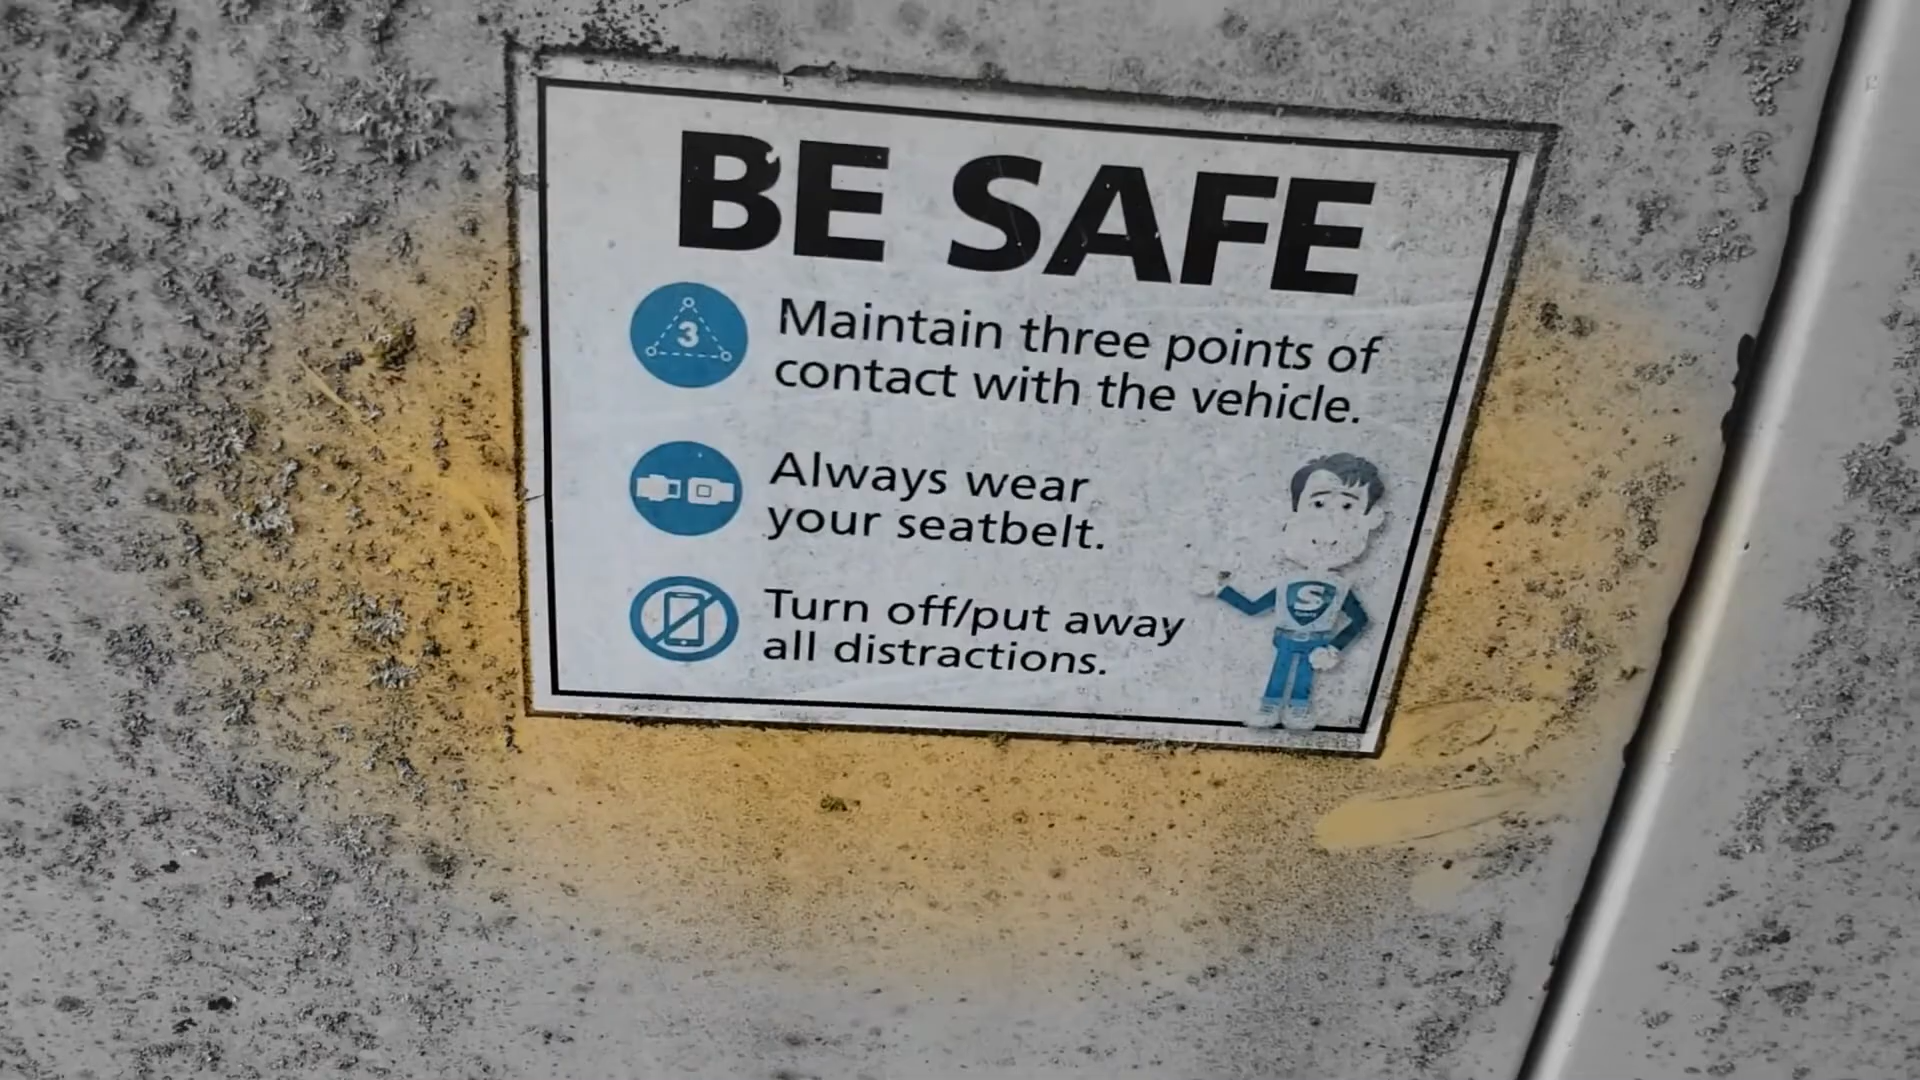 BE SAFE
3
Maintain three points of
contact with the vehicle.
Always wear
your seatbelt.
Turn off/put away
all distractions.
S